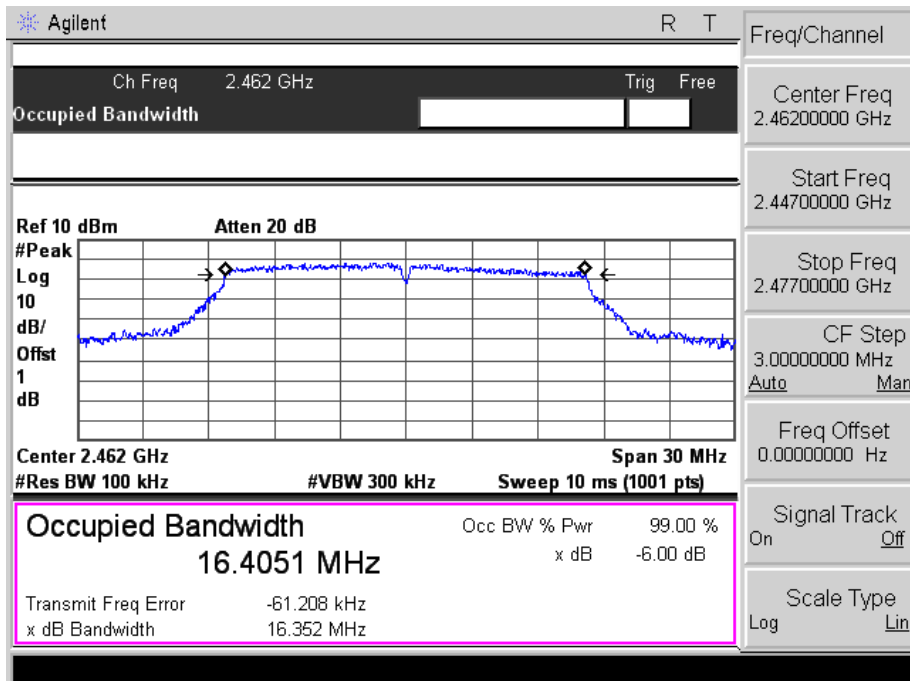 Agilent R T
Ch Freq 2.462 GHz Trig Free
Occupied Bandwidth
Ref 10 dBm Atten 20 dB
#Peak
Log
10
dB/
Offst
1
dB
Center 2.462 GHz Span 30 MHz
#Res BW 100 kHz #VBW 300 kHz Sweep 10 ms (1001 pts)
Occupied Bandwidth Occ BW % Pwr 99.00 %
16.4051 MHz x dB -6.00 dB
Transmit Freq Error -61.208 kHz
x dB Bandwidth 16.352 MHz
Freq/Channel
Center Freq
2.46200000 GHz
Start Freq
2.44700000 GHz
Stop Freq
2.47700000 GHz
CF Step
3.00000000 MHz
Auto Man
Freq Offset
0.00000000 Hz
Signal Track
On Off
Scale Type
Log Lin